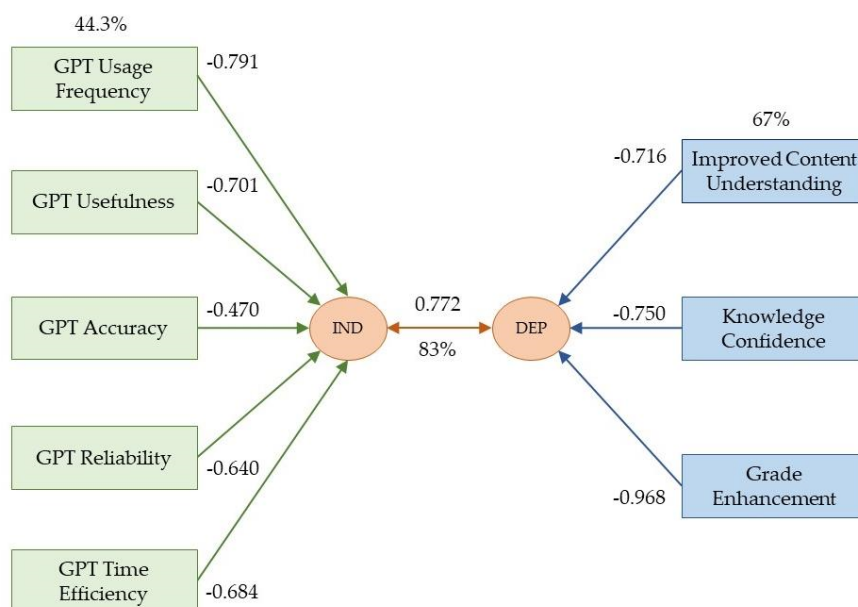 44.3%
GPT Usage
Frequency
-0.791
GPT Usefulness
-0.701
GPT Accuracy
-0.470
GPT Reliability
-0.640
GPT Time
Efficiency
-0.684
IND
0.772
83%
DEP
67%
-0.716
Improved Content
Understanding
-0.750
Knowledge
Confidence
-0.968
Grade
Enhancement